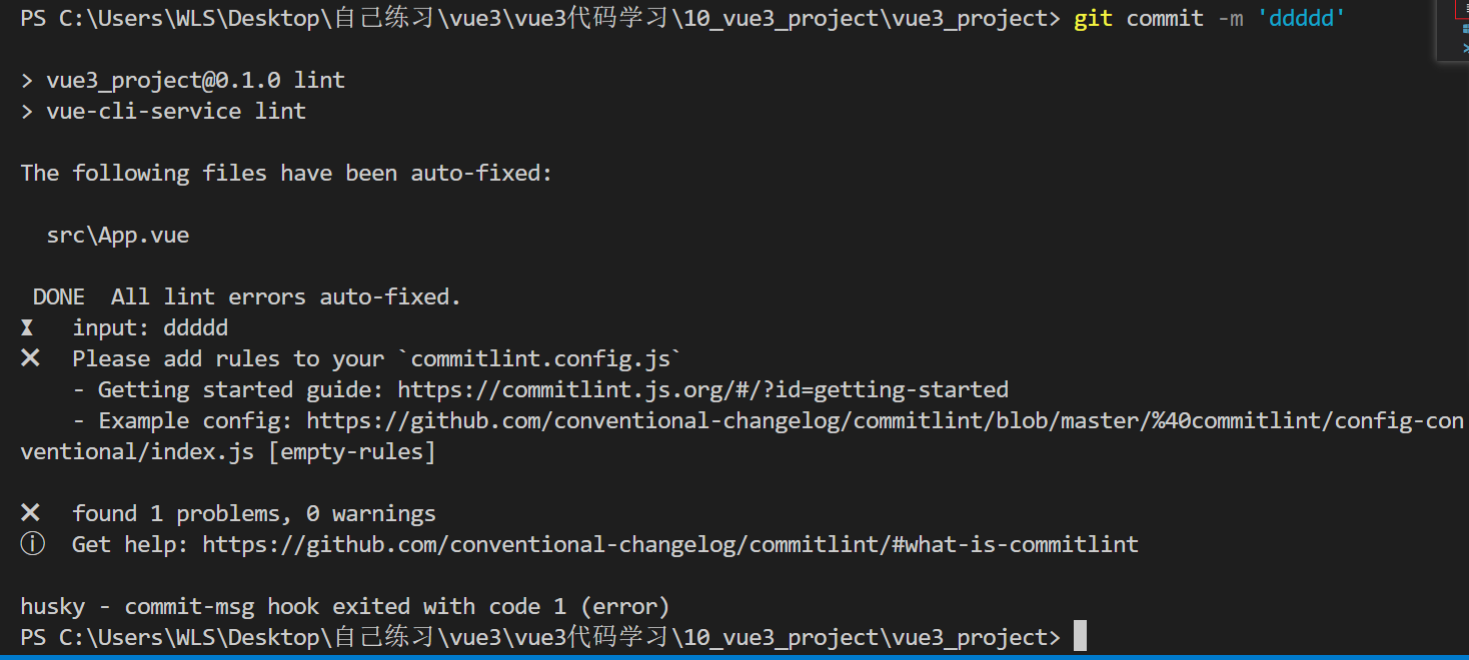 PS C:\Users\WLS\Desktop\自己练习\vue3\vue3代码学习\10_vue3_project\vue3_project> git commit -m 'ddddd'
> vue3_project@0.1.0 lint
> vue-cli-service lint
The following files have been auto-fixed:
src\App.vue
DONE  All lint errors auto-fixed.
⧗   input: ddddd
✖   Please add rules to your `commitlint.config.js`
- Getting started guide: https://commitlint.js.org/#/?id=getting-started
- Example config: https://github.com/conventional-changelog/commitlint/blob/master/%40commitlint/config-con
ventional/index.js [empty-rules]
✖   found 1 problems, 0 warnings
ⓘ   Get help: https://github.com/conventional-changelog/commitlint/#what-is-commitlint
husky - commit-msg hook exited with code 1 (error)
PS C:\Users\WLS\Desktop\自己练习\vue3\vue3代码学习\10_vue3_project\vue3_project>